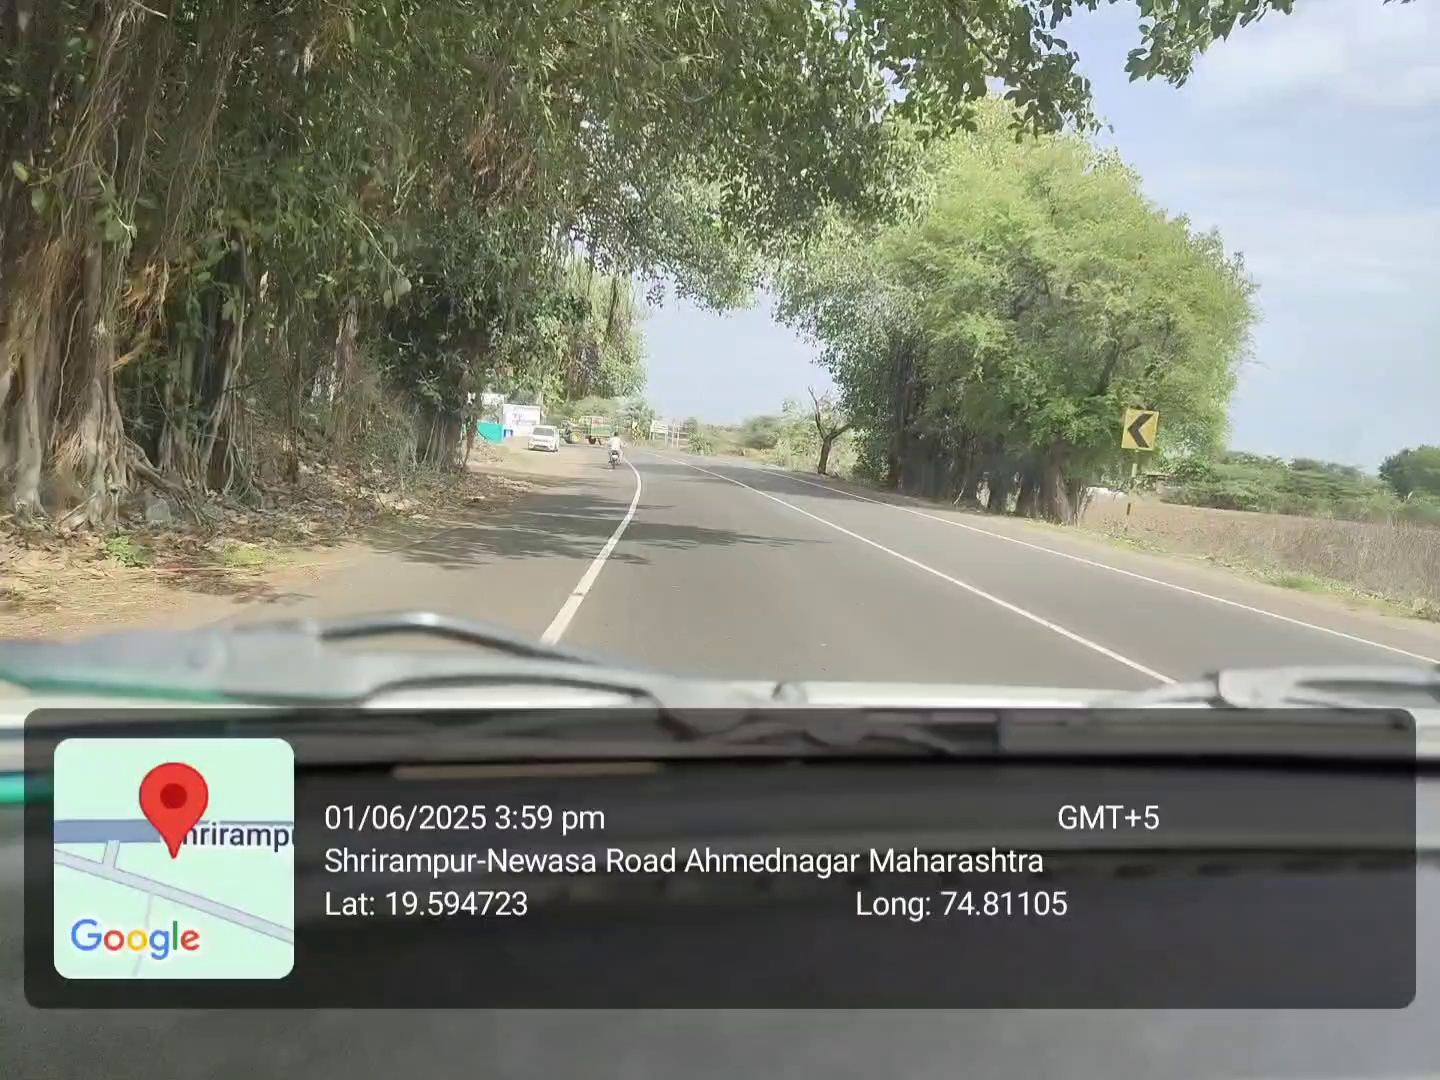 hrirampu
Google
01/06/2025 3:59 pm GMT+5
Shrirampur-Newasa Road Ahmednagar Maharashtra
Lat: 19.594723 Long: 74.81105